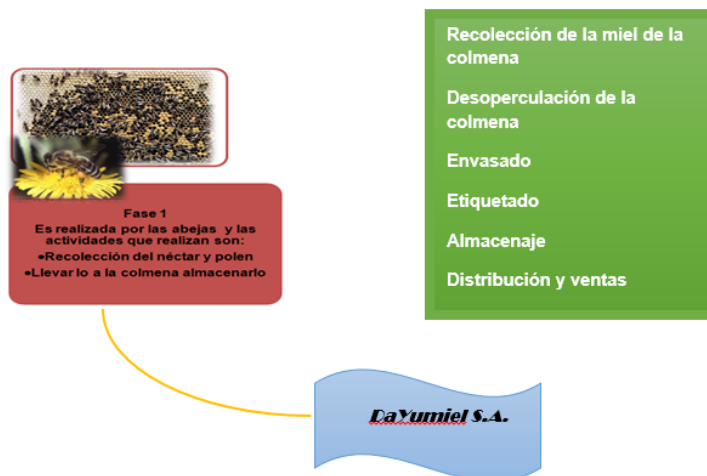 Fase 1
Es realizada por las abejas y las
actividades que realizan son:
•Recolección del néctar y polen
•Llevar lo a la colmena almacenarlo
Recolección de la miel de la
colmena
Desoperculación de la
colmena
Envasado
Etiquetado
Almacenaje
Distribución y ventas
DaYumiel S.A.